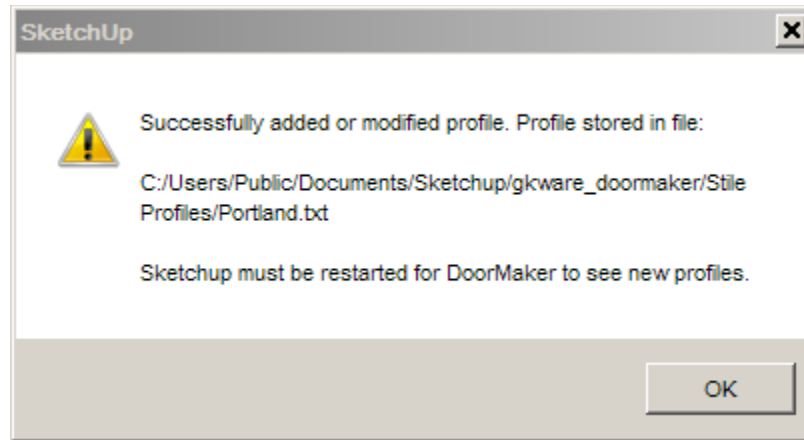 SketchUp
Successfully added or modified profile. Profile stored in file:
C:/Users/Public/Documents/Sketchup/gkware_doormaker/Stile
Profiles/Portland.txt
Sketchup must be restarted for DoorMaker to see new profiles.
OK